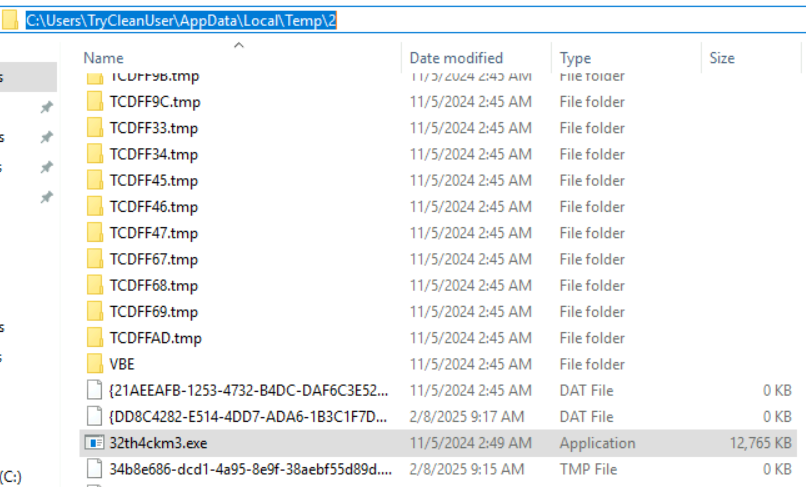 C:\Users\TryCleanUser\AppData\Local\Temp\2
Name Date modified Type Size
TCDFF9B.tmp 11/5/2024 2:45 AM File folder
TCDFF9C.tmp 11/5/2024 2:45 AM File folder
TCDFF33.tmp 11/5/2024 2:45 AM File folder
TCDFF34.tmp 11/5/2024 2:45 AM File folder
TCDFF45.tmp 11/5/2024 2:45 AM File folder
TCDFF46.tmp 11/5/2024 2:45 AM File folder
TCDFF47.tmp 11/5/2024 2:45 AM File folder
TCDFF67.tmp 11/5/2024 2:45 AM File folder
TCDFF68.tmp 11/5/2024 2:45 AM File folder
TCDFF69.tmp 11/5/2024 2:45 AM File folder
TCDFFAD.tmp 11/5/2024 2:45 AM File folder
VBE 11/5/2024 2:45 AM File folder
{21AEEAFB-1253-4732-B4DC-DAF6C3E52... 11/5/2024 2:45 AM DAT File 0 KB
{DD8C4282-E514-4DD7-ADA6-1B3C1F7D... 2/8/2025 9:17 AM DAT File 0 KB
32th4ckm3.exe 11/5/2024 2:49 AM Application 12,765 KB
34b8e686-dcd1-4a95-8e9f-38aebf55d89d.... 2/8/2025 9:15 AM TMP File 0 KB
(C:)